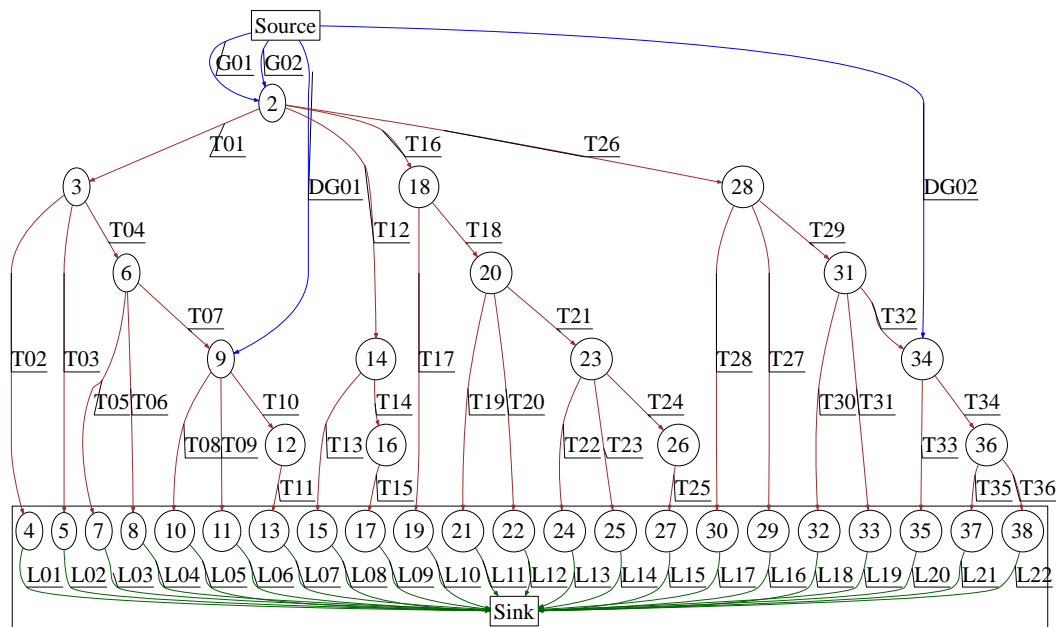 Source
G01 G02
2
T01 T16 T26
3 18 28
DG01 DG02
T04 T12 T18 T29
6 20 31
T07 T21 T32
9 14 23 34
T02 T03 T17 T28 T27
T05 T06 T10 T14 T19 T20 T24 T30 T31 T34
12 16 26 36
T08 T09 T13 T22 T23 T33
T11 T15 T25 T35 T36
4 5 7 8 10 11 13 15 17 19 21 22 24 25 27 30 29 32 33 35 37 38
L01 L02 L03 L04 L05 L06 L07 L08 L09 L10 L11 L12 L13 L14 L15 L17 L16 L18 L19 L20 L21 L22
Sink